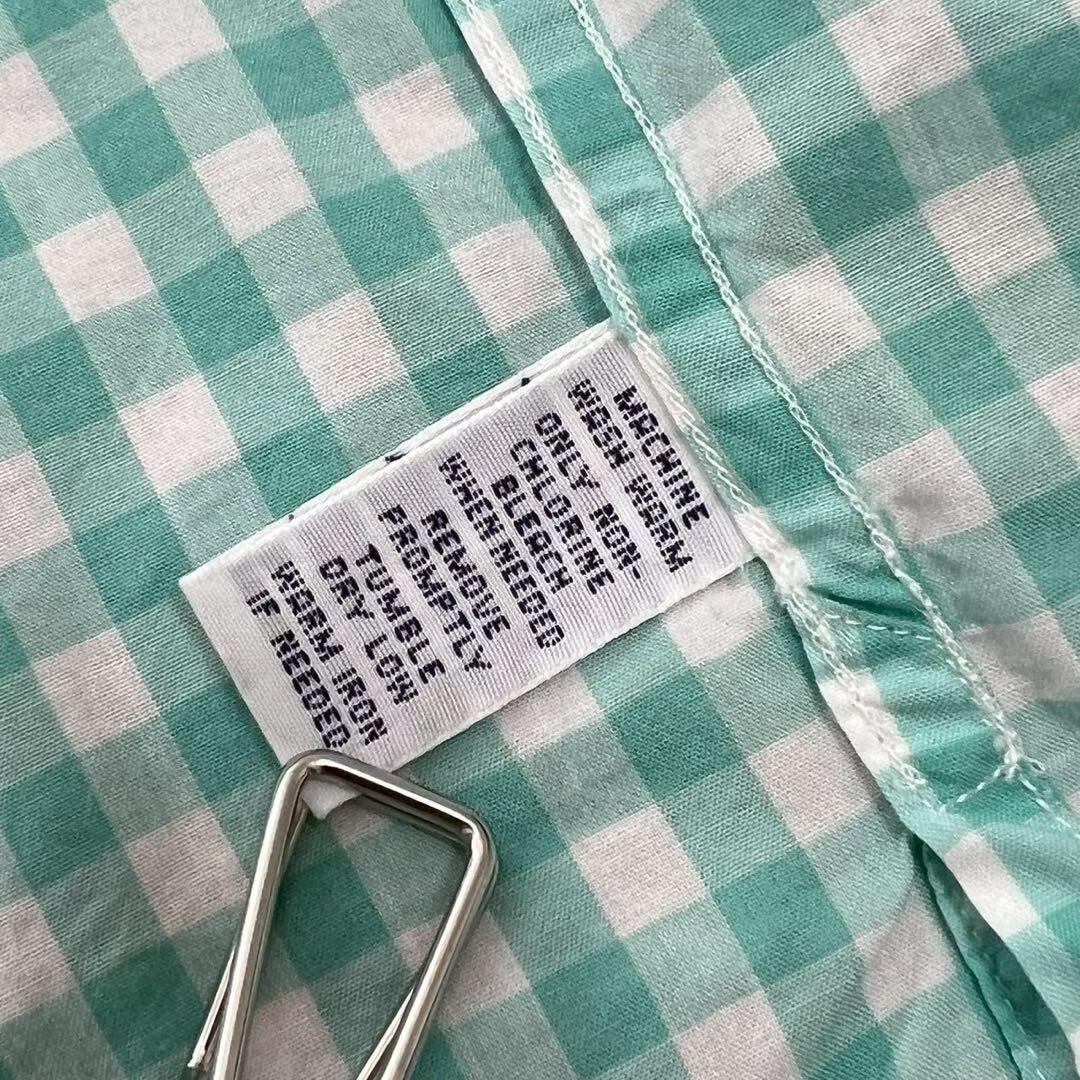 MACHINE
WASH WARM
ONLY NON-
CHLORINE
BLEACH
WHEN NEEDED
REMOVE
PROMPTLY
TUMBLE
DRY LOW
WARM IRON
IF NEEDED